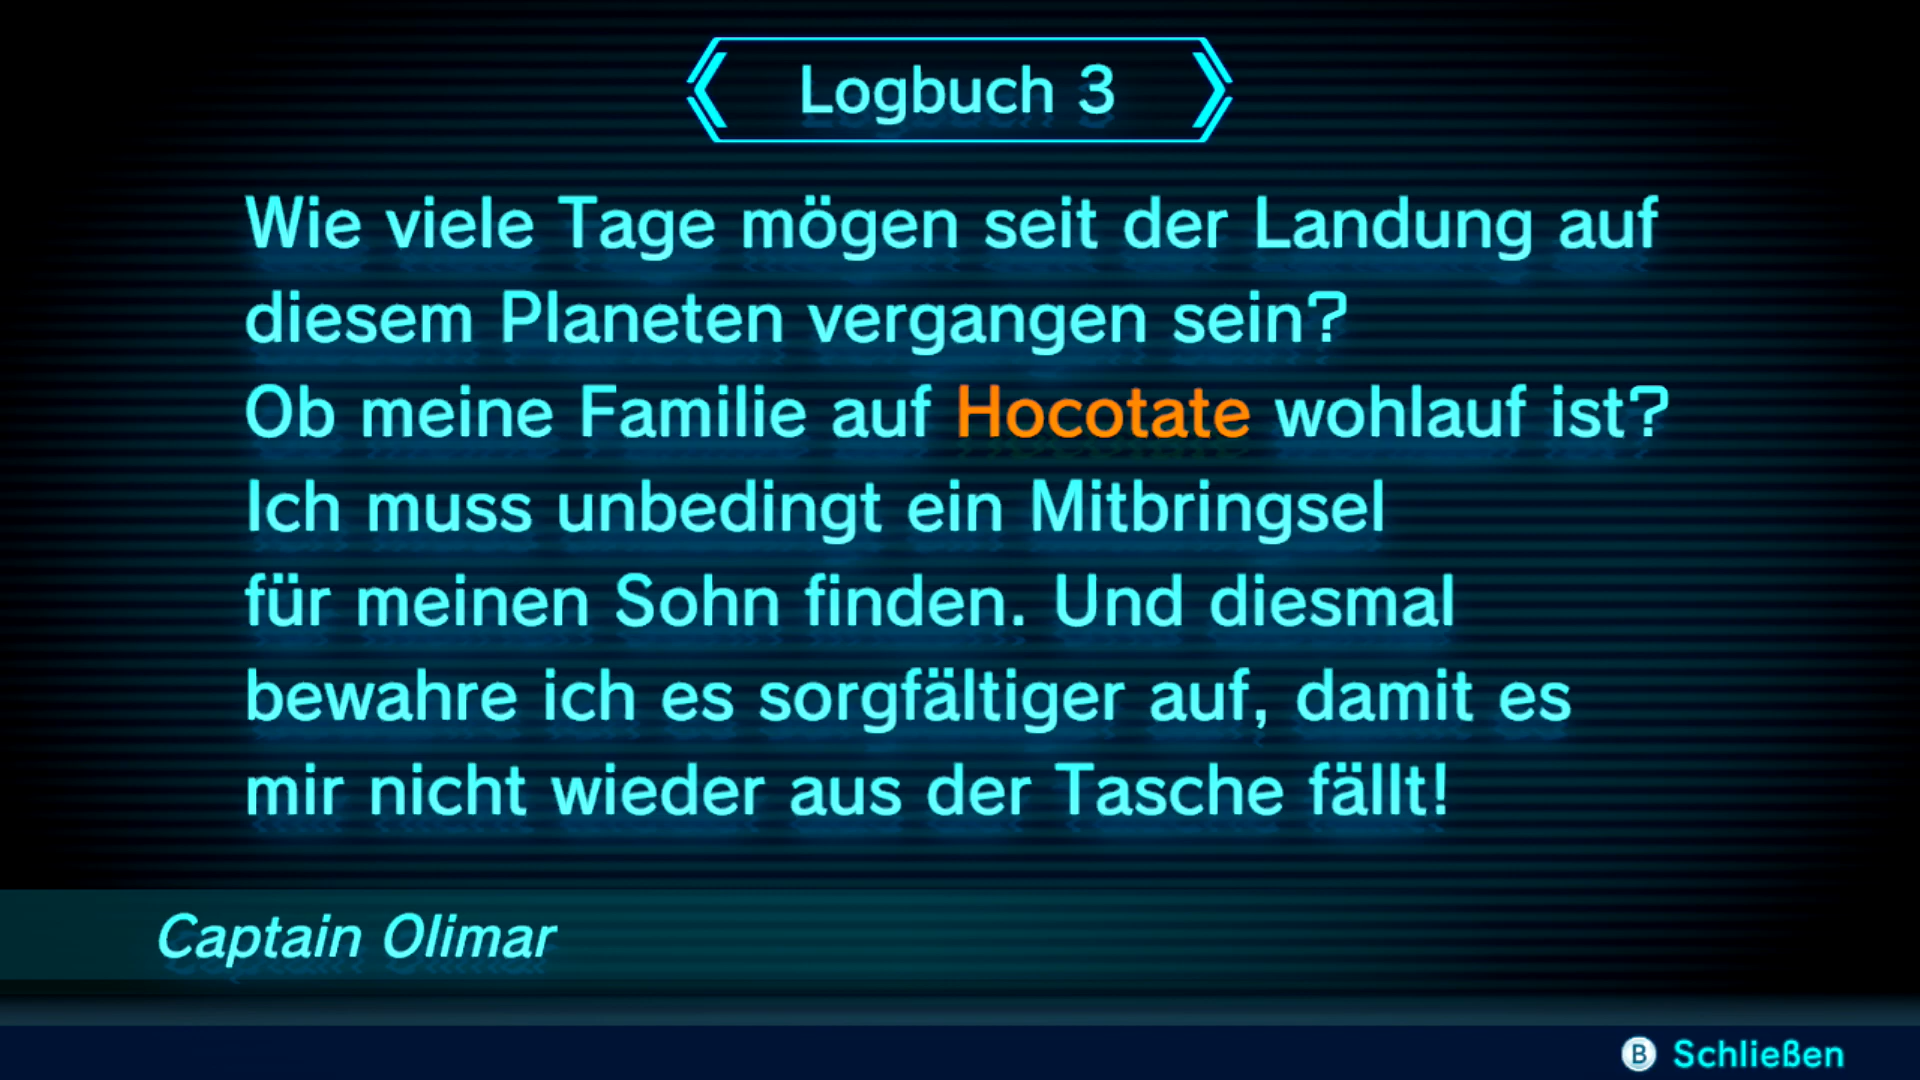 Logbuch 3
Wie viele Tage mögen seit der Landung auf
diesem Planeten vergangen sein?
Ob meine Familie auf Hocotate wohlauf ist?
Ich muss unbedingt ein Mitbringsel
für meinen Sohn finden. Und diesmal
bewahre ich es sorgfältiger auf, damit es
mir nicht wieder aus der Tasche fällt!
Captain Olimar
B Schließen